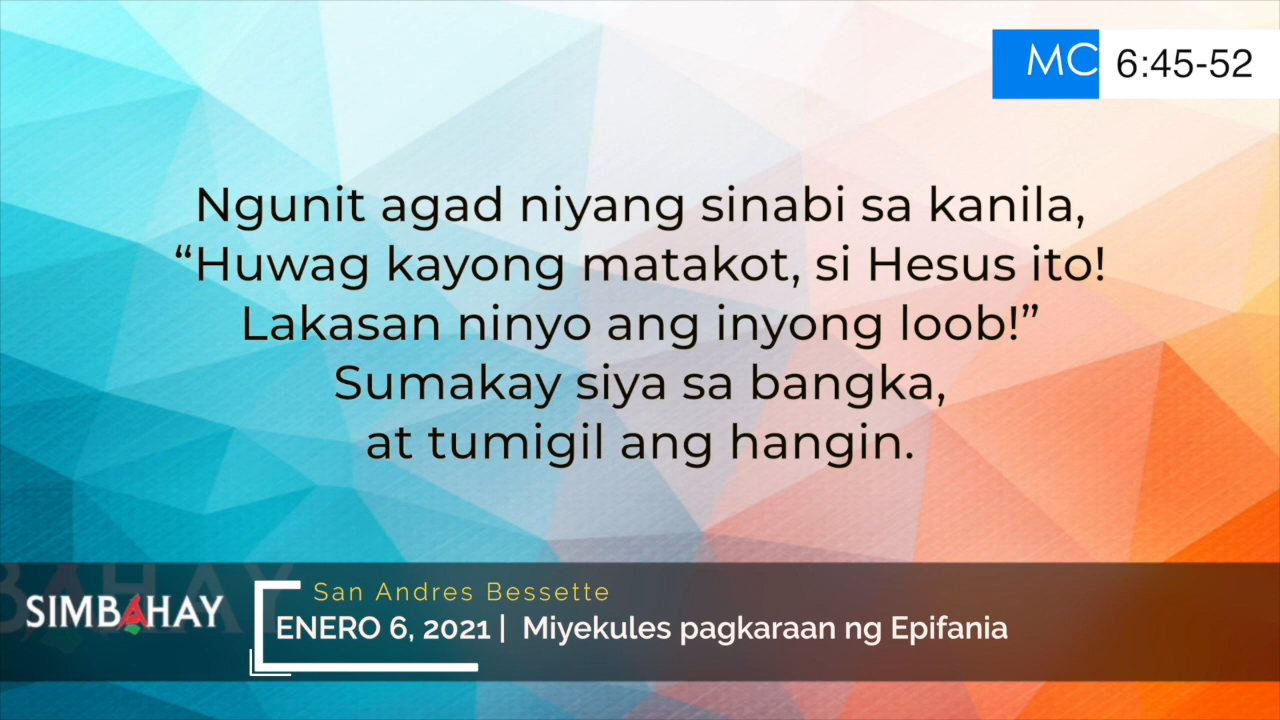 MC 6:45-52
Ngunit agad niyang sinabi sa kanila,
“Huwag kayong matakot, si Hesus ito!
Lakasan ninyo ang inyong loob!”
Sumakay siya sa bangka,
at tumigil ang hangin.
San Andres Bessette
SIMBAHAY
ENERO 6, 2021 | Miyekules pagkaraan ng Epifania